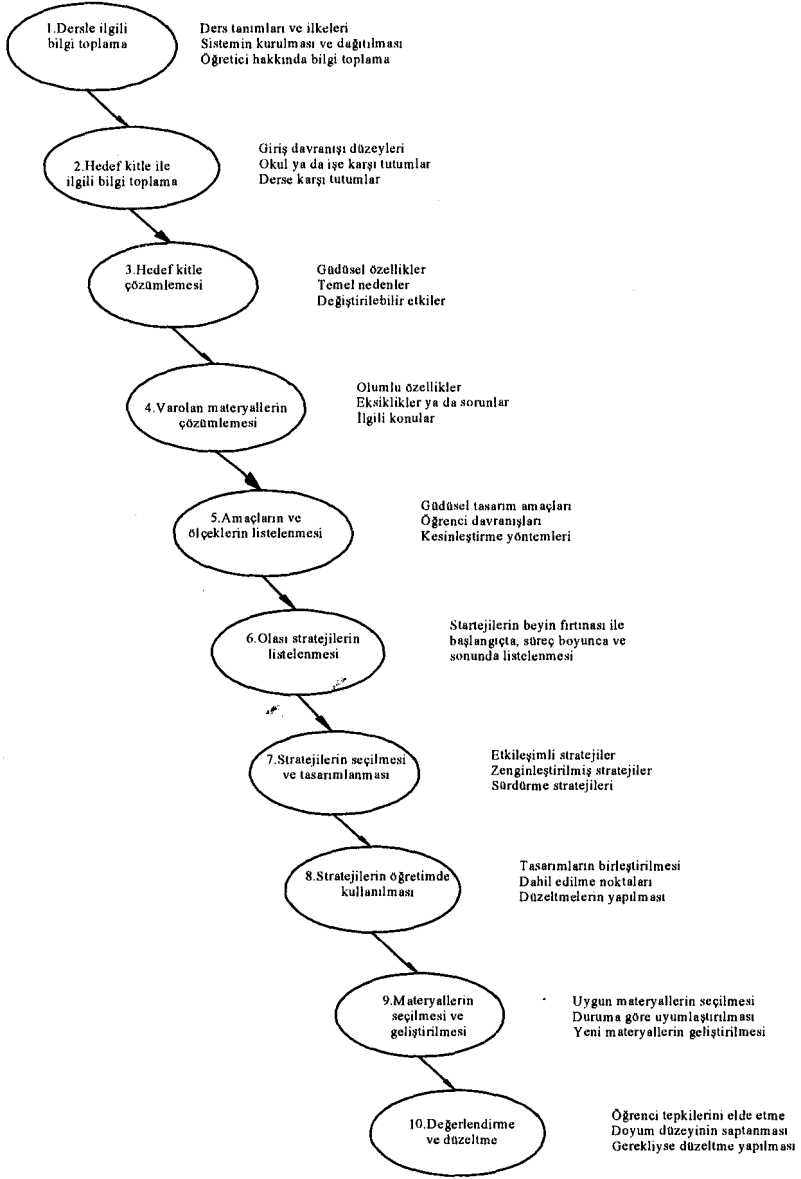 1.Dersle ilgili
bilgi toplama
Ders tanımları ve ilkeleri
Sistemin kurulması ve dağıtılması
Öğretici hakkında bilgi toplama
2.Hedef kitle ile
ilgili bilgi toplama
Giriş davranışı düzeyleri
Okul ya da işe karşı tutumlar
Derse karşı tutumlar
3.Hedef kitle
çözümlemesi
Güdüsel özellikler
Temel nedenler
Değiştirilebilir etkiler
4.Varolan materyallerin
çözümlemesi
Olumlu özellikler
Eksiklikler ya da sorunlar
İlgili konular
5.Amaçların ve
ölçeklerin listelenmesi
Güdüsel tasarım amaçları
Öğrenci davranışları
Kesinleştirme yöntemleri
6.Olası stratejilerin
listelenmesi
Startejilerin beyin fırtınası ile
başlangıçta, süreç boyunca ve
sonunda listelenmesi
7.Stratejilerin seçilmesi
ve tasarımlanması
Etkileşimli stratejiler
Zenginleştirilmiş stratejiler
Sürdürme stratejileri
8.Stratejilerin öğretimde
kullanılması
Tasarımların birleştirilmesi
Dahil edilme noktaları
Düzeltmelerin yapılması
9.Materyallerin
seçilmesi ve
geliştirilmesi
Uygun materyallerin seçilmesi
Duruma göre uyumlaştırılması
Yeni materyallerin geliştirilmesi
10.Değerlendirme
ve düzeltme
Öğrenci tepkilerini elde etme
Doyum düzeyinin saptanması
Gerekliyse düzeltme yapılması